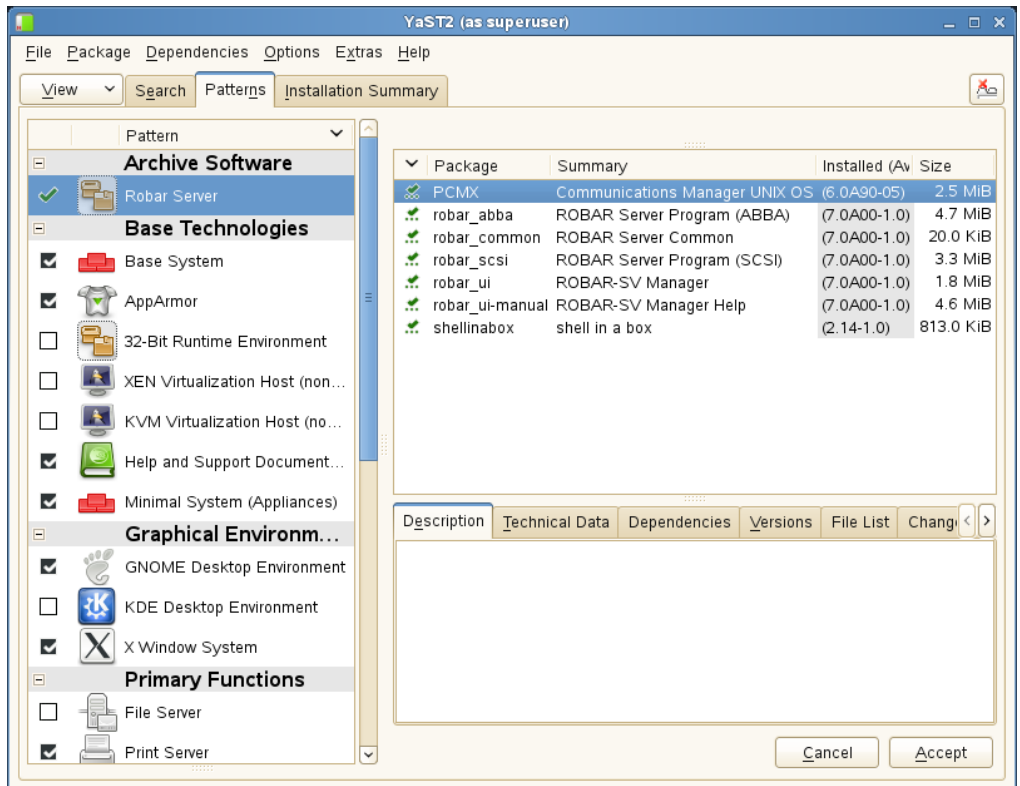 YaST2 (as superuser)
File Package Dependencies Options Extras Help
View Search Patterns Installation Summary
Pattern
Archive Software
Robar Server
Base Technologies
Base System
AppArmor
32-Bit Runtime Environment
XEN Virtualization Host (non...
KVM Virtualization Host (no...
Help and Support Document...
Minimal System (Appliances)
Graphical Environm...
GNOME Desktop Environment
KDE Desktop Environment
X Window System
Primary Functions
File Server
Print Server
Package Summary Installed (Av Size
PCMX Communications Manager UNIX OS (6.0A90-05) 2.5 MiB
robar_abba ROBAR Server Program (ABBA) (7.0A00-1.0) 4.7 MiB
robar_common ROBAR Server Common (7.0A00-1.0) 20.0 KiB
robar_scsi ROBAR Server Program (SCSI) (7.0A00-1.0) 3.3 MiB
robar_ui ROBAR-SV Manager (7.0A00-1.0) 1.8 MiB
robar_ui-manual ROBAR-SV Manager Help (7.0A00-1.0) 4.6 MiB
shellinabox shell in a box (2.14-1.0) 813.0 KiB
Description Technical Data Dependencies Versions File List Chang
Cancel Accept